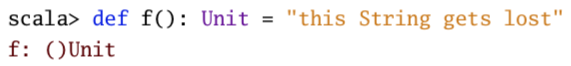 scala> def f(): Unit = "this String gets lost"
f: ()Unit